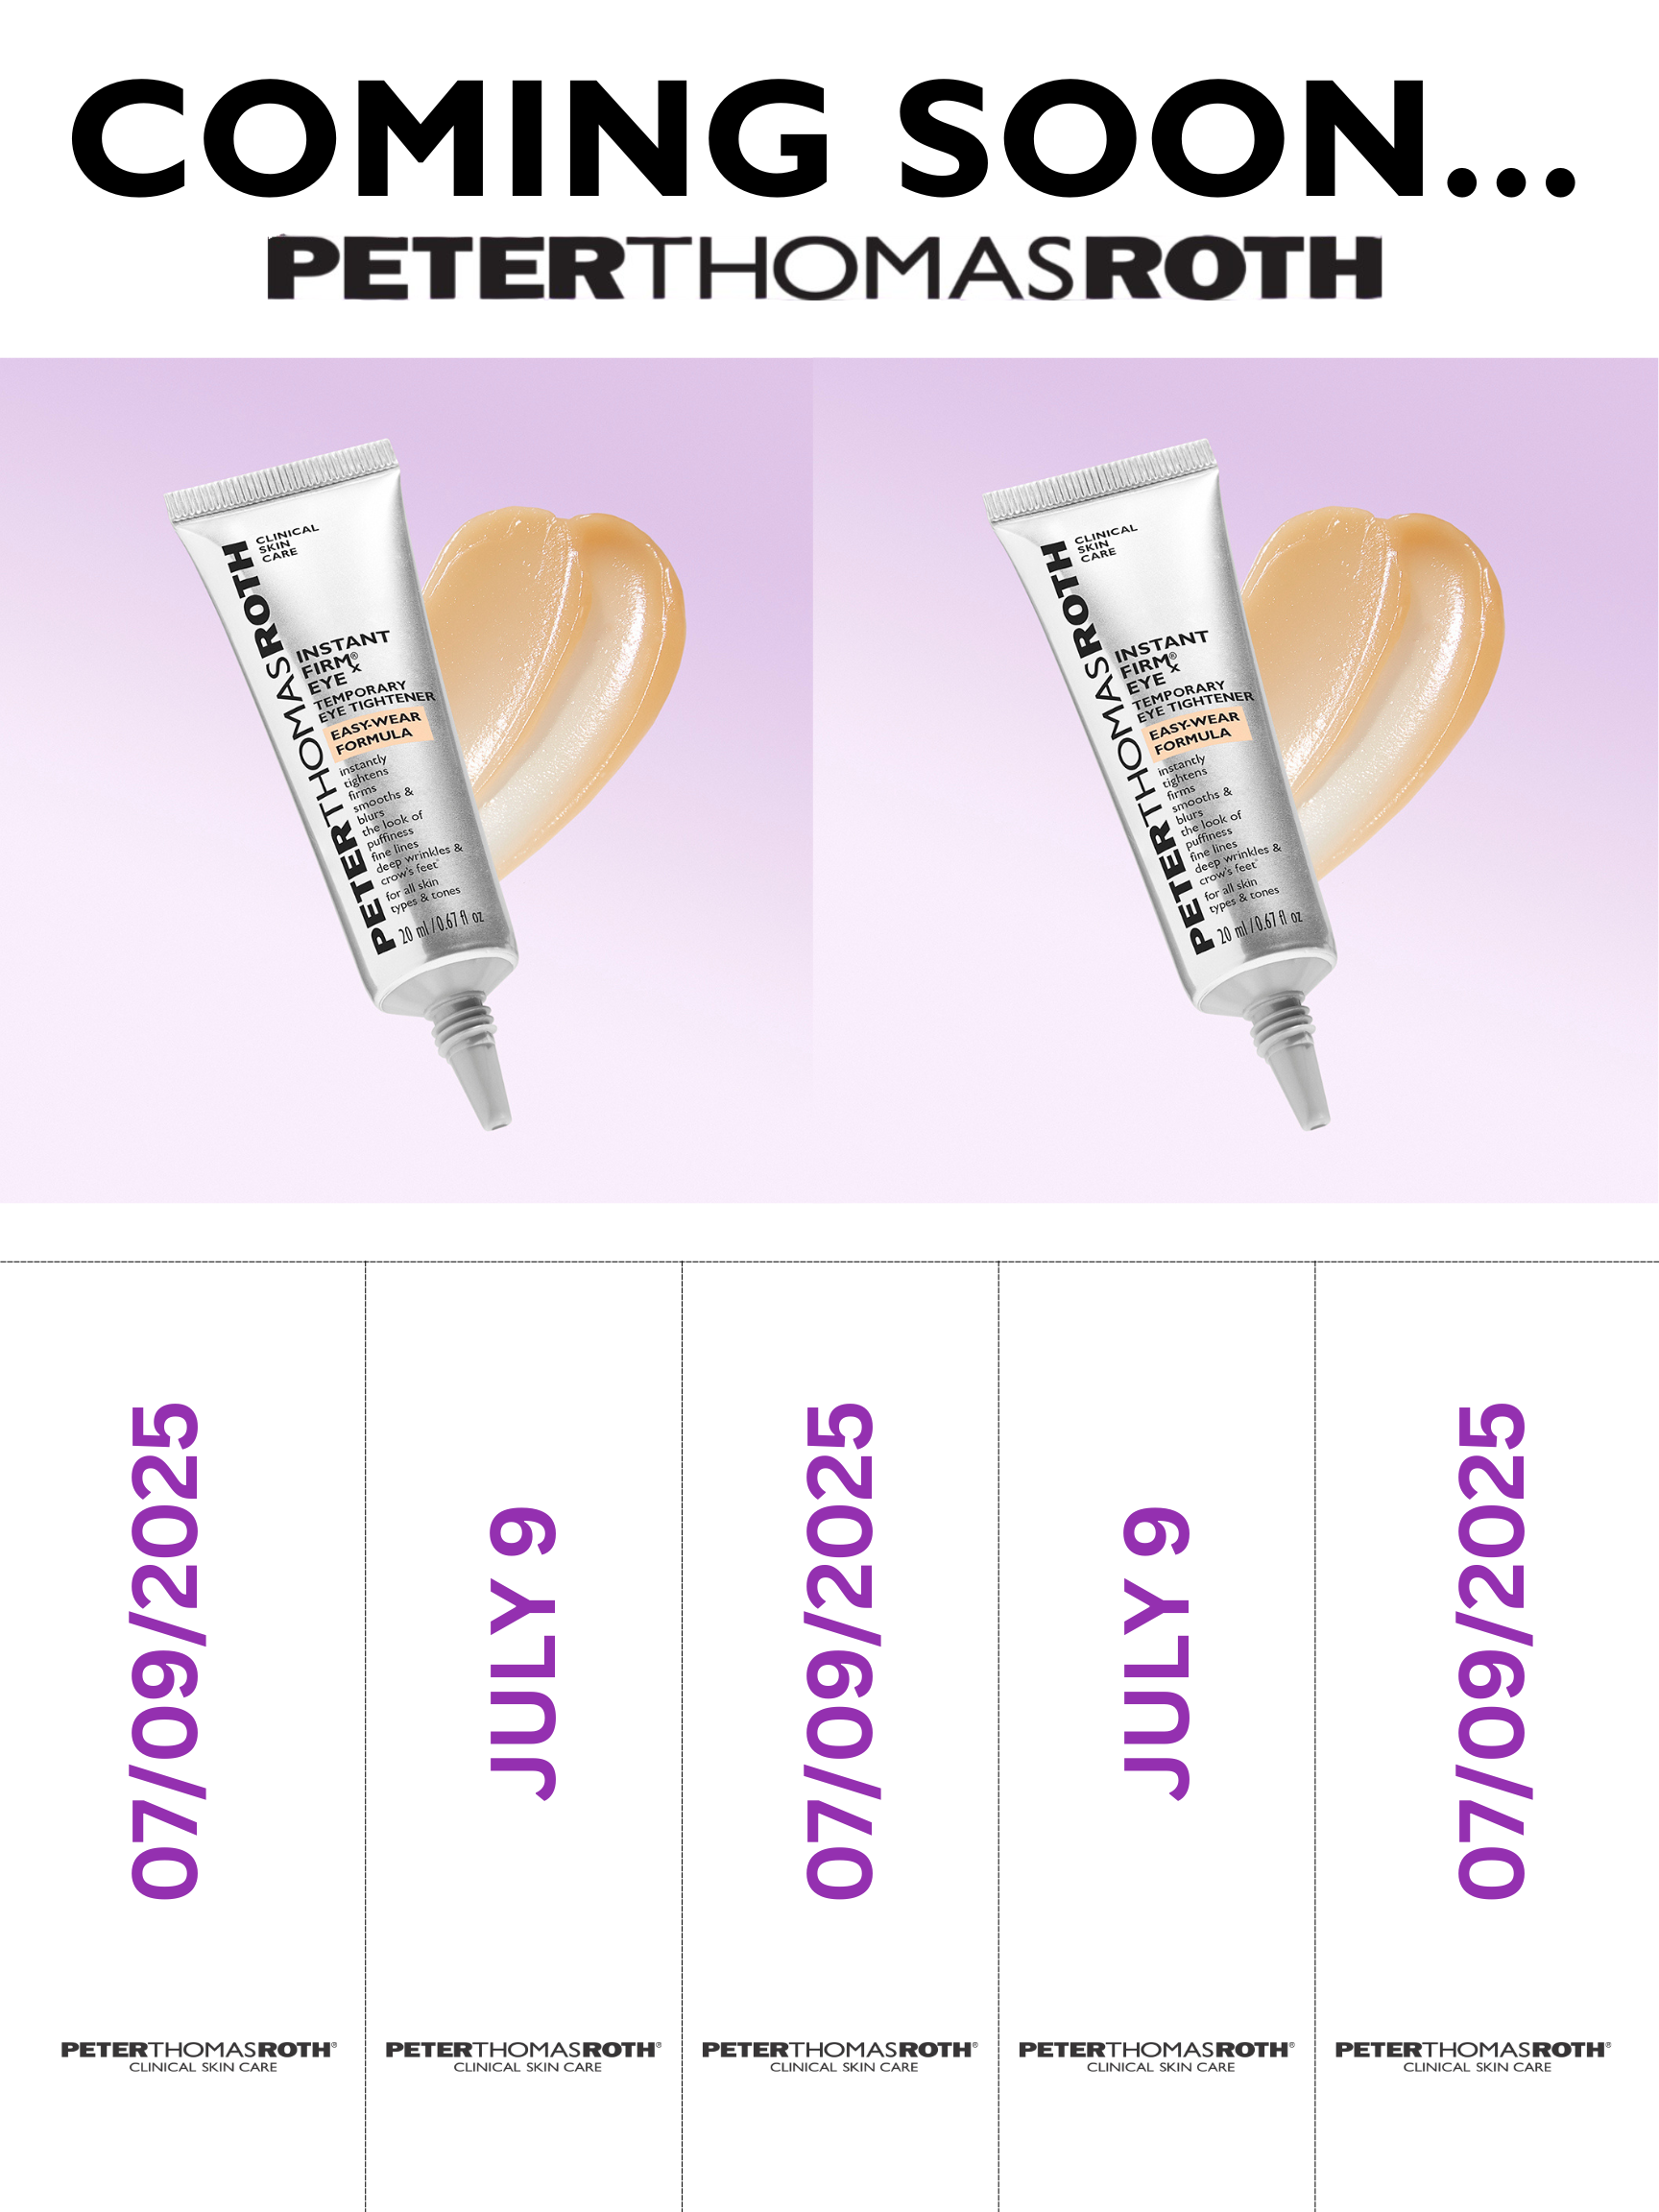 COMING SOON...
PETERTHOMASROTH
PETERTHOMASROTH
CLINICAL
SKIN
CARE
INSTANT
FIRMx®
EYE
TEMPORARY
EYE TIGHTENER
EASY-WEAR
FORMULA
instantly
tightens
firms
smooths &
blurs
the look of
puffiness
fine lines
deep wrinkles &
crow's feet*
for all skin
types & tones
20 ml / 0.67 fl oz
PETERTHOMASROTH
CLINICAL
SKIN
CARE
INSTANT
FIRMx®
EYE
TEMPORARY
EYE TIGHTENER
EASY-WEAR
FORMULA
instantly
tightens
firms
smooths &
blurs
the look of
puffiness
fine lines
deep wrinkles &
crow's feet*
for all skin
types & tones
20 ml / 0.67 fl oz
07/09/2025
PETERTHOMASROTH®
CLINICAL SKIN CARE
JULY 9
PETERTHOMASROTH®
CLINICAL SKIN CARE
07/09/2025
PETERTHOMASROTH®
CLINICAL SKIN CARE
JULY 9
PETERTHOMASROTH®
CLINICAL SKIN CARE
07/09/2025
PETERTHOMASROTH®
CLINICAL SKIN CARE